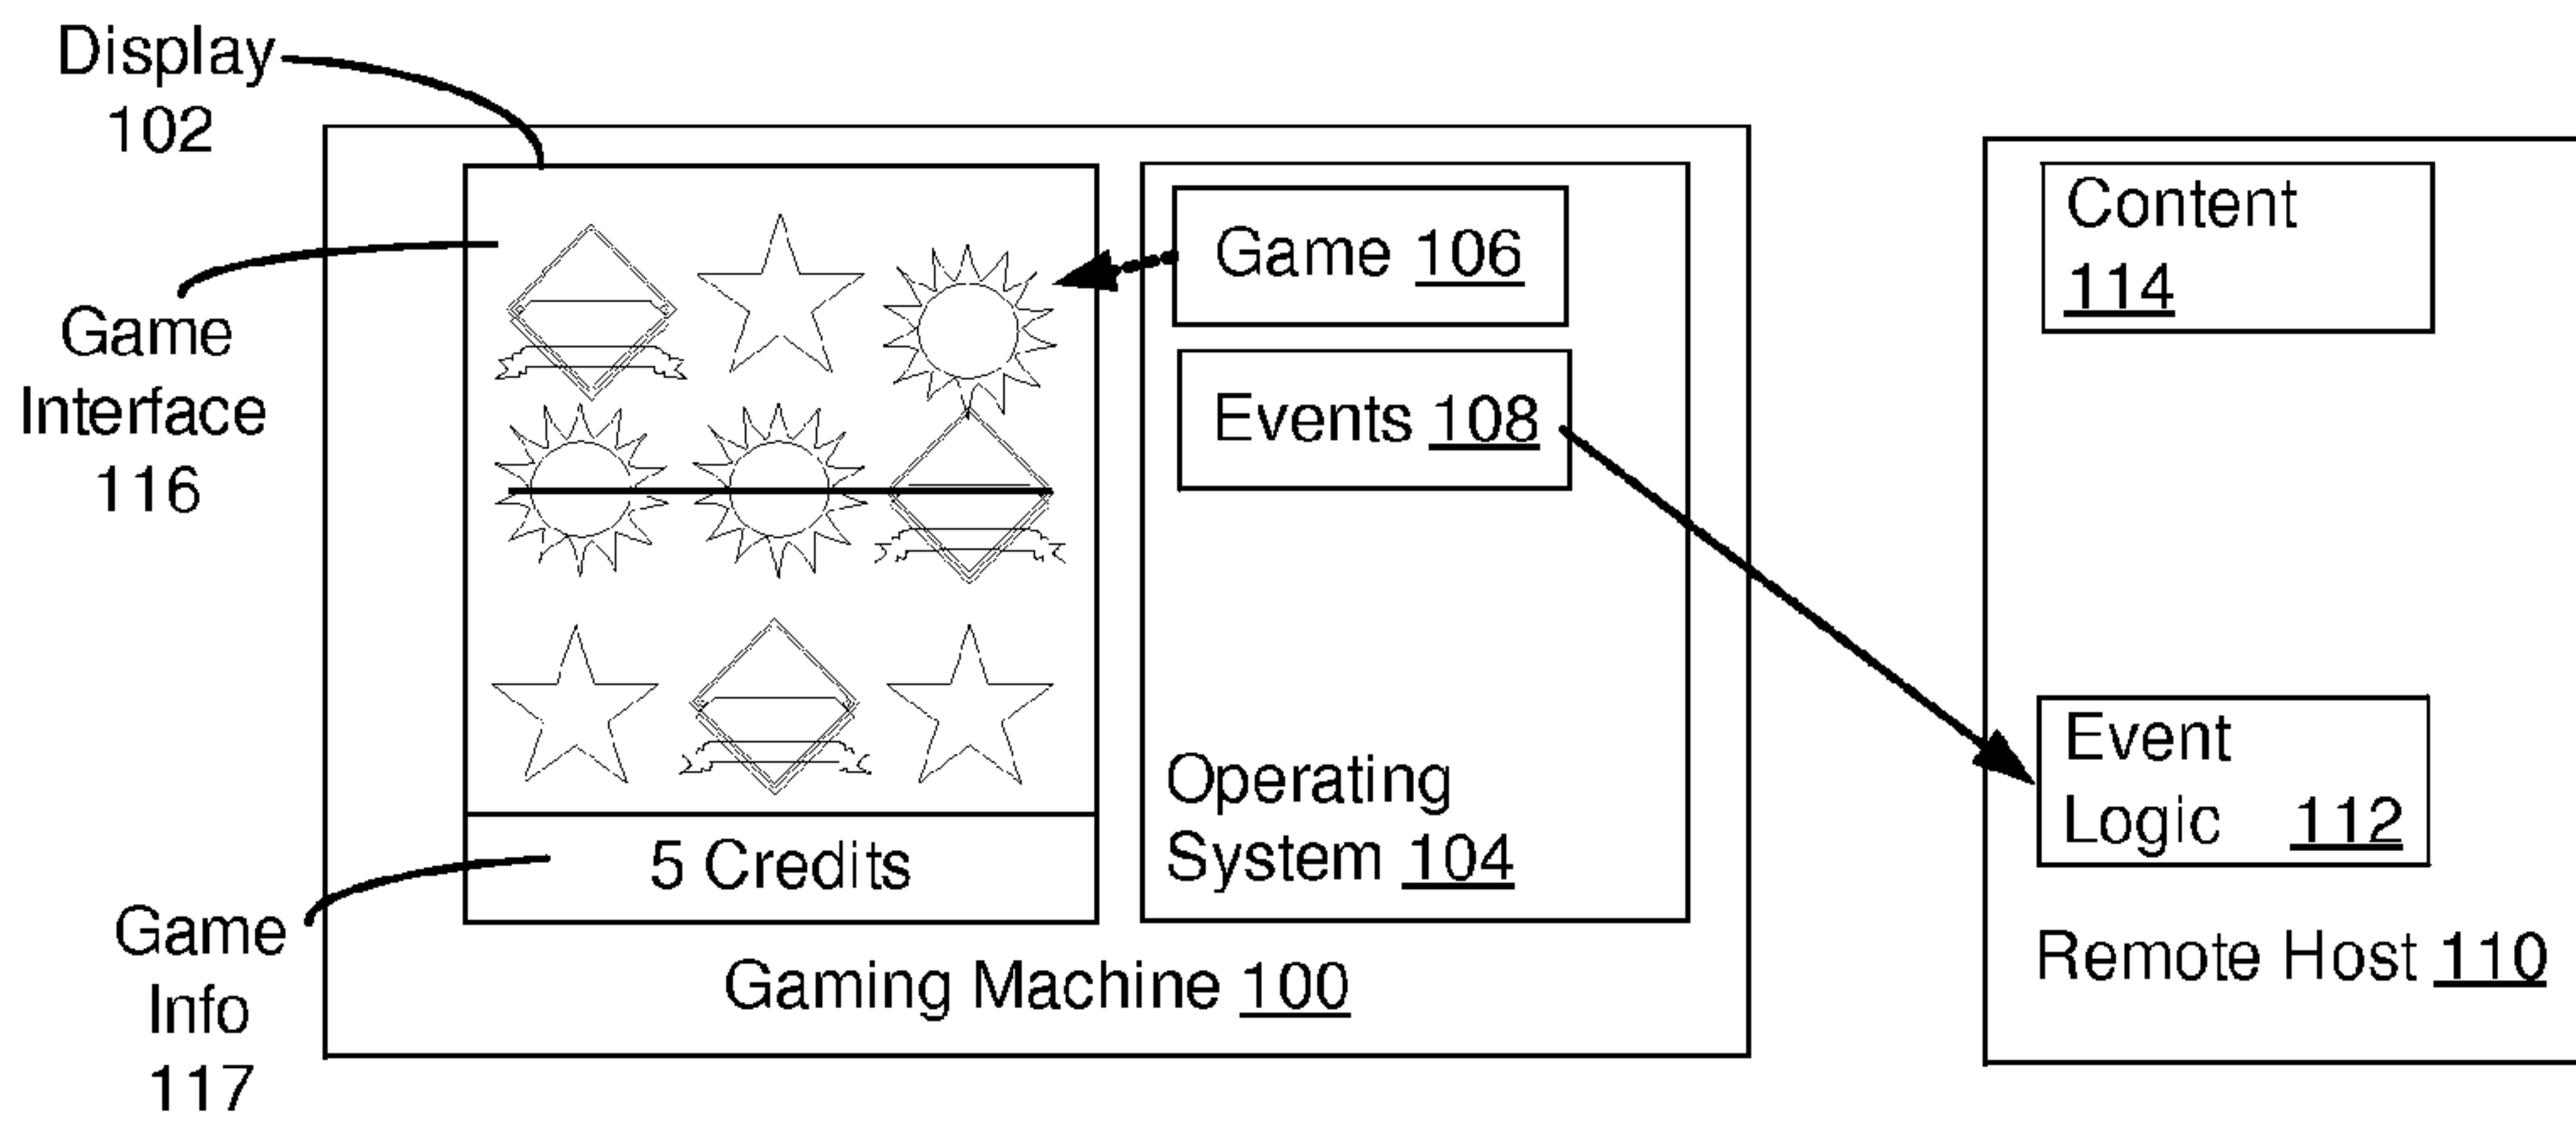 Display
102
Game
Interface
116
Game
Info
117
5 Credits
Game 106
Events 108
Operating
System 104
Gaming Machine 100
Content
114
Event
Logic 112
Remote Host 110